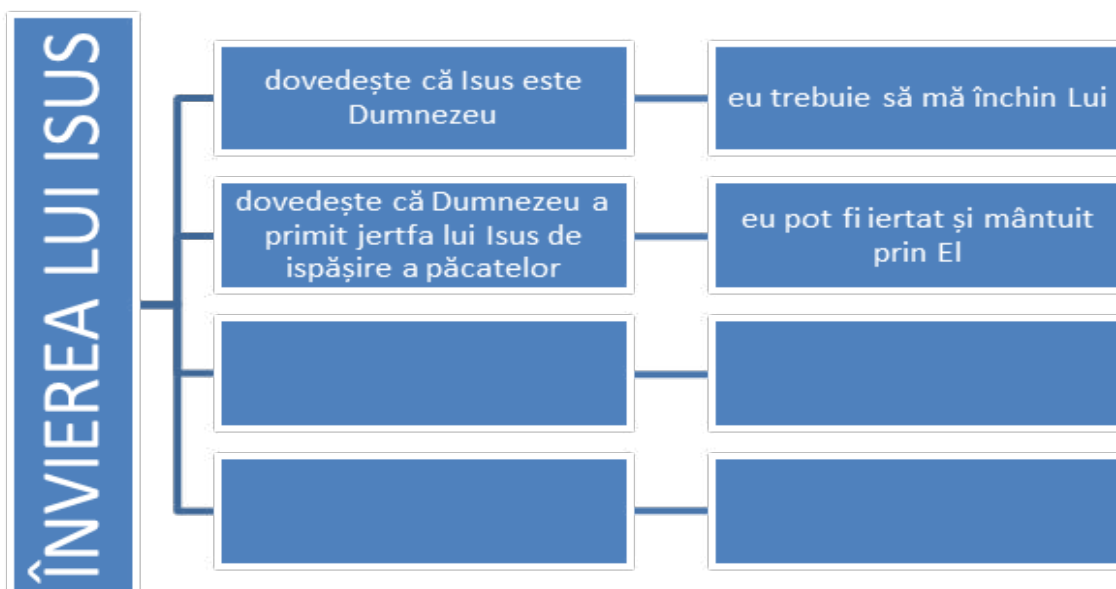 ÎNVIEREA LUI ISUS
dovedește că Isus este
Dumnezeu
eu trebuie să mă închin Lui
dovedește că Dumnezeu a
primit jertfa lui Isus de
ispășire a păcatelor
eu pot fi iertat și mântuit
prin El